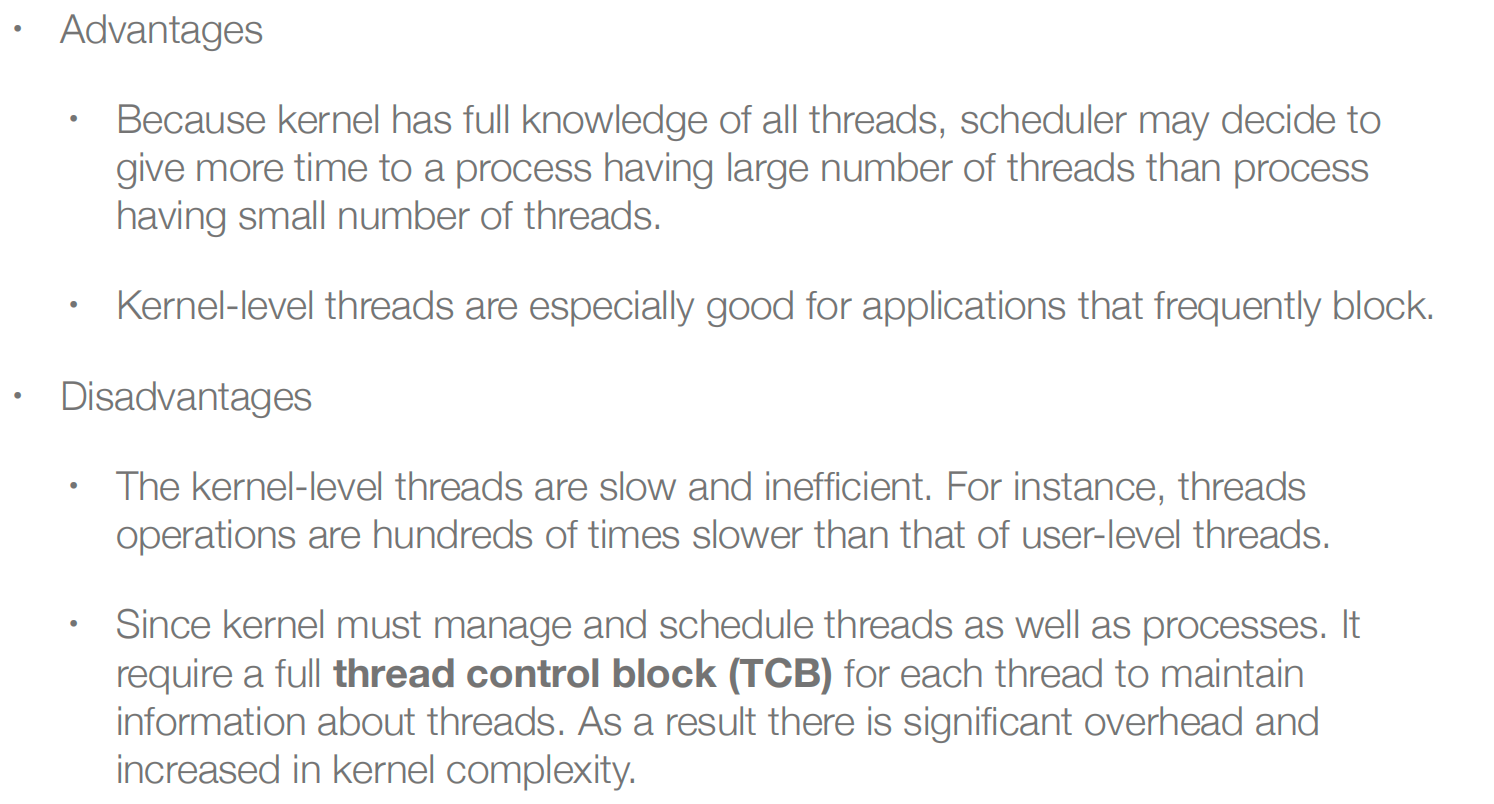 • Advantages
• Because kernel has full knowledge of all threads, scheduler may decide to
give more time to a process having large number of threads than process
having small number of threads.
• Kernel-level threads are especially good for applications that frequently block.
• Disadvantages
• The kernel-level threads are slow and inefficient. For instance, threads
operations are hundreds of times slower than that of user-level threads.
• Since kernel must manage and schedule threads as well as processes. It
require a full thread control block (TCB) for each thread to maintain
information about threads. As a result there is significant overhead and
increased in kernel complexity.